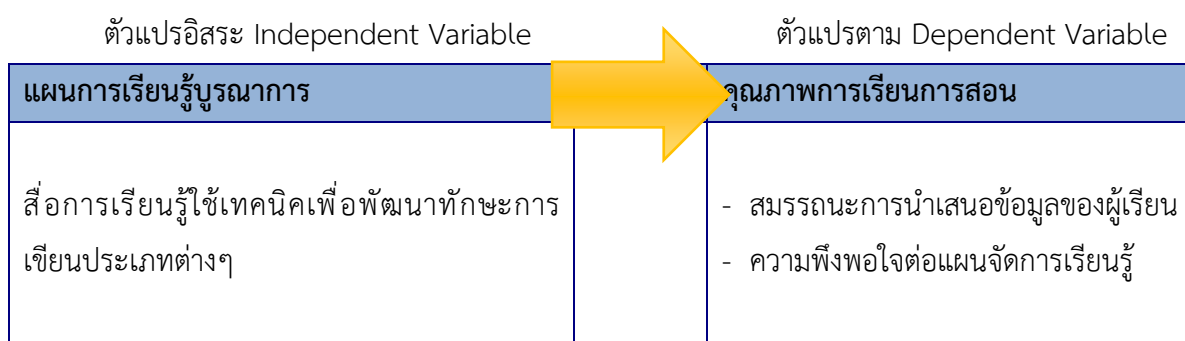 ตัวแปรอิสระ Independent Variable
ตัวแปรตาม Dependent Variable
แผนการเรียนรู้บูรณาการ
คุณภาพการเรียนการสอน
สื่อการเรียนรู้ใช้เทคนิคเพื่อพัฒนาทักษะการ
เขียนประเภทต่างๆ
- สมรรถนะการนำเสนอข้อมูลของผู้เรียน
- ความพึงพอใจต่อแผนจัดการเรียนรู้